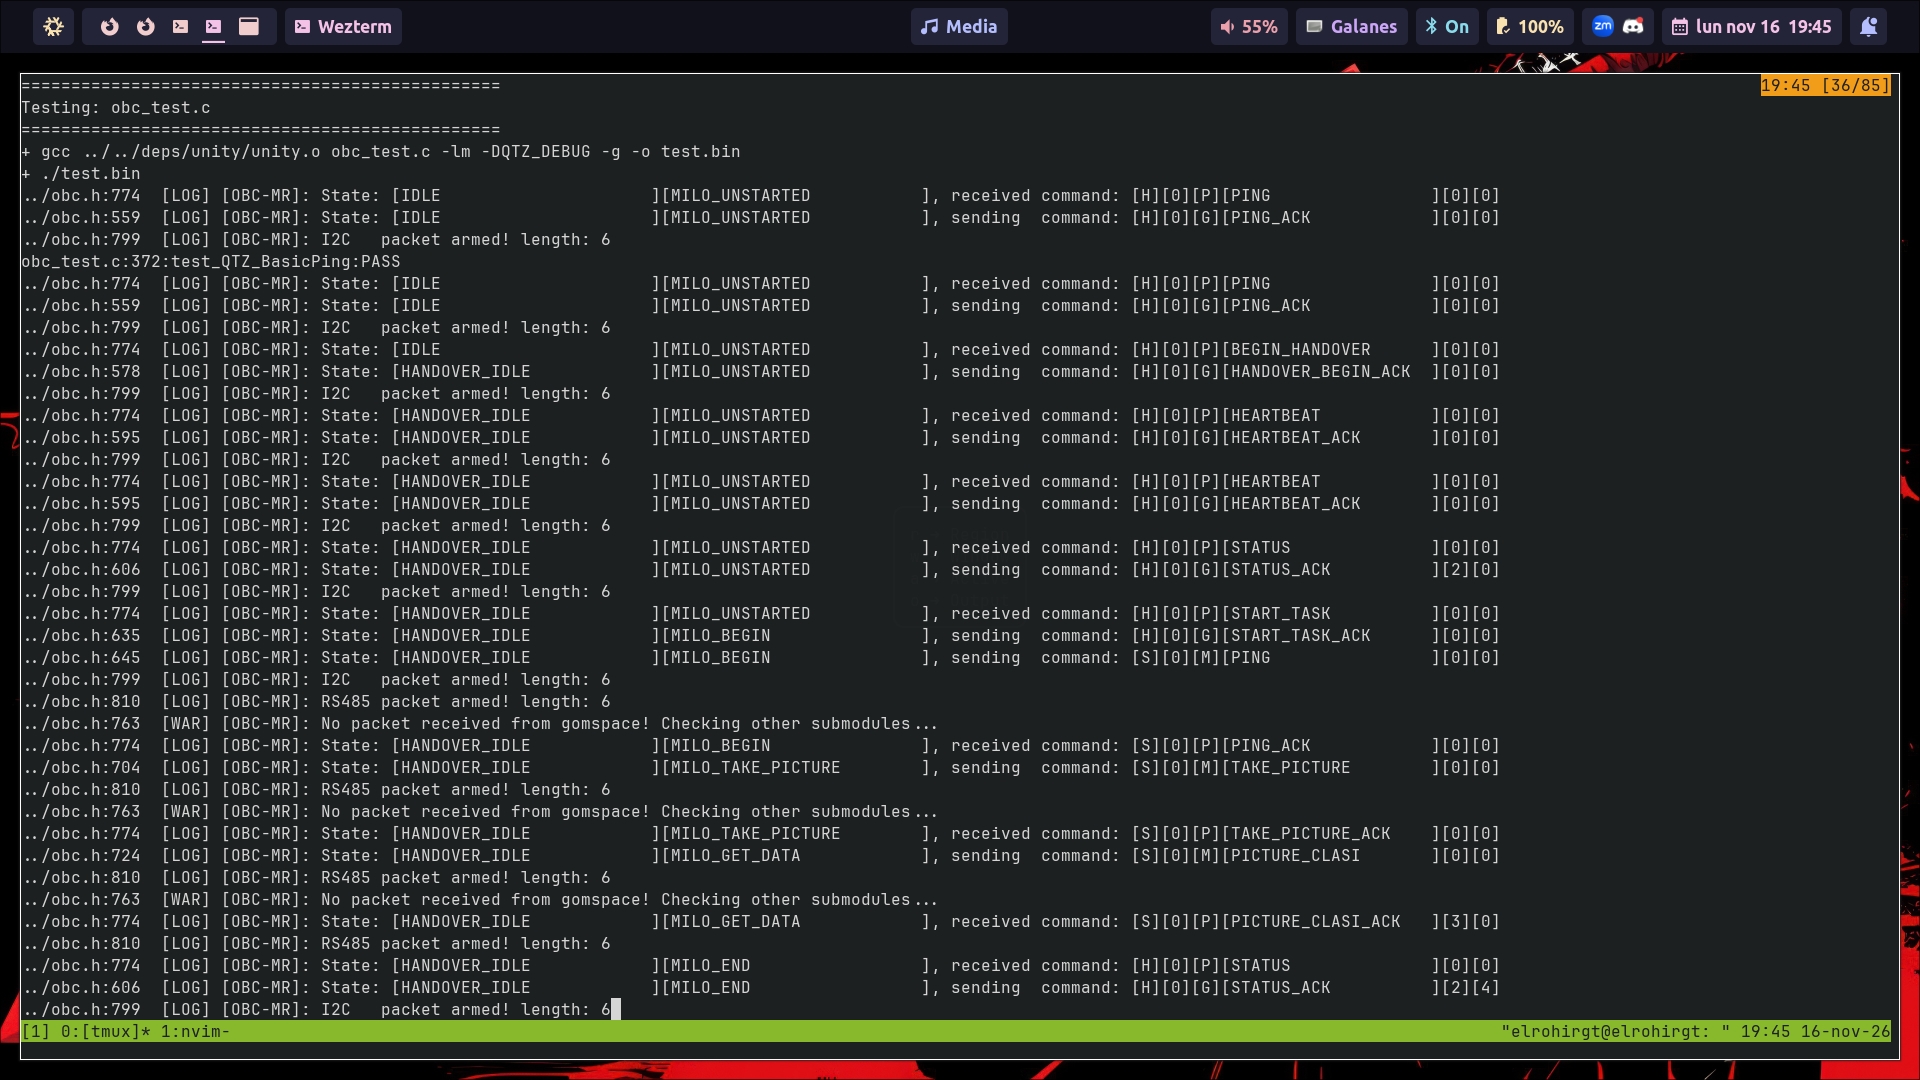 Wezterm
Media
55%
Galanes
On
100%
zm
lun nov 16 19:45
================================================
19:45 [36/85]
Testing: obc_test.c
================================================
+ gcc ../../deps/unity/unity.o obc_test.c -lm -DQTZ_DEBUG -g -o test.bin
+ ./test.bin
../obc.h:774  [LOG] [OBC-MR]: State: [IDLE                     ][MILO_UNSTARTED           ], received command: [H][0][P][PING                ][0][0]
../obc.h:559  [LOG] [OBC-MR]: State: [IDLE                     ][MILO_UNSTARTED           ], sending  command: [H][0][G][PING_ACK            ][0][0]
../obc.h:799  [LOG] [OBC-MR]: I2C   packet armed! length: 6
obc_test.c:372:test_QTZ_BasicPing:PASS
../obc.h:774  [LOG] [OBC-MR]: State: [IDLE                     ][MILO_UNSTARTED           ], received command: [H][0][P][PING                ][0][0]
../obc.h:559  [LOG] [OBC-MR]: State: [IDLE                     ][MILO_UNSTARTED           ], sending  command: [H][0][G][PING_ACK            ][0][0]
../obc.h:799  [LOG] [OBC-MR]: I2C   packet armed! length: 6
../obc.h:774  [LOG] [OBC-MR]: State: [IDLE                     ][MILO_UNSTARTED           ], received command: [H][0][P][BEGIN_HANDOVER      ][0][0]
../obc.h:578  [LOG] [OBC-MR]: State: [HANDOVER_IDLE            ][MILO_UNSTARTED           ], sending  command: [H][0][G][HANDOVER_BEGIN_ACK  ][0][0]
../obc.h:799  [LOG] [OBC-MR]: I2C   packet armed! length: 6
../obc.h:774  [LOG] [OBC-MR]: State: [HANDOVER_IDLE            ][MILO_UNSTARTED           ], received command: [H][0][P][HEARTBEAT           ][0][0]
../obc.h:595  [LOG] [OBC-MR]: State: [HANDOVER_IDLE            ][MILO_UNSTARTED           ], sending  command: [H][0][G][HEARTBEAT_ACK       ][0][0]
../obc.h:799  [LOG] [OBC-MR]: I2C   packet armed! length: 6
../obc.h:774  [LOG] [OBC-MR]: State: [HANDOVER_IDLE            ][MILO_UNSTARTED           ], received command: [H][0][P][HEARTBEAT           ][0][0]
../obc.h:595  [LOG] [OBC-MR]: State: [HANDOVER_IDLE            ][MILO_UNSTARTED           ], sending  command: [H][0][G][HEARTBEAT_ACK       ][0][0]
../obc.h:799  [LOG] [OBC-MR]: I2C   packet armed! length: 6
../obc.h:774  [LOG] [OBC-MR]: State: [HANDOVER_IDLE            ][MILO_UNSTARTED           ], received command: [H][0][P][STATUS              ][0][0]
../obc.h:606  [LOG] [OBC-MR]: State: [HANDOVER_IDLE            ][MILO_UNSTARTED           ], sending  command: [H][0][G][STATUS_ACK          ][2][0]
../obc.h:799  [LOG] [OBC-MR]: I2C   packet armed! length: 6
../obc.h:774  [LOG] [OBC-MR]: State: [HANDOVER_IDLE            ][MILO_UNSTARTED           ], received command: [H][0][P][START_TASK          ][0][0]
../obc.h:635  [LOG] [OBC-MR]: State: [HANDOVER_IDLE            ][MILO_BEGIN               ], sending  command: [H][0][G][START_TASK_ACK      ][0][0]
../obc.h:645  [LOG] [OBC-MR]: State: [HANDOVER_IDLE            ][MILO_BEGIN               ], sending  command: [S][0][M][PING                ][0][0]
../obc.h:799  [LOG] [OBC-MR]: I2C   packet armed! length: 6
../obc.h:810  [LOG] [OBC-MR]: RS485 packet armed! length: 6
../obc.h:763  [WAR] [OBC-MR]: No packet received from gomspace! Checking other submodules...
../obc.h:774  [LOG] [OBC-MR]: State: [HANDOVER_IDLE            ][MILO_BEGIN               ], received command: [S][0][P][PING_ACK            ][0][0]
../obc.h:704  [LOG] [OBC-MR]: State: [HANDOVER_IDLE            ][MILO_TAKE_PICTURE        ], sending  command: [S][0][M][TAKE_PICTURE        ][0][0]
../obc.h:810  [LOG] [OBC-MR]: RS485 packet armed! length: 6
../obc.h:763  [WAR] [OBC-MR]: No packet received from gomspace! Checking other submodules...
../obc.h:774  [LOG] [OBC-MR]: State: [HANDOVER_IDLE            ][MILO_TAKE_PICTURE        ], received command: [S][0][P][TAKE_PICTURE_ACK    ][0][0]
../obc.h:724  [LOG] [OBC-MR]: State: [HANDOVER_IDLE            ][MILO_GET_DATA            ], sending  command: [S][0][M][PICTURE_CLASI       ][0][0]
../obc.h:810  [LOG] [OBC-MR]: RS485 packet armed! length: 6
../obc.h:763  [WAR] [OBC-MR]: No packet received from gomspace! Checking other submodules...
../obc.h:774  [LOG] [OBC-MR]: State: [HANDOVER_IDLE            ][MILO_GET_DATA            ], received command: [S][0][P][PICTURE_CLASI_ACK   ][3][0]
../obc.h:810  [LOG] [OBC-MR]: RS485 packet armed! length: 6
../obc.h:774  [LOG] [OBC-MR]: State: [HANDOVER_IDLE            ][MILO_END                 ], received command: [H][0][P][STATUS              ][0][0]
../obc.h:606  [LOG] [OBC-MR]: State: [HANDOVER_IDLE            ][MILO_END                 ], sending  command: [H][0][G][STATUS_ACK          ][2][4]
../obc.h:799  [LOG] [OBC-MR]: I2C   packet armed! length: 6
[1] 0:[tmux]* 1:nvim-
"elrohirgt@elrohirgt: " 19:45 16-nov-26